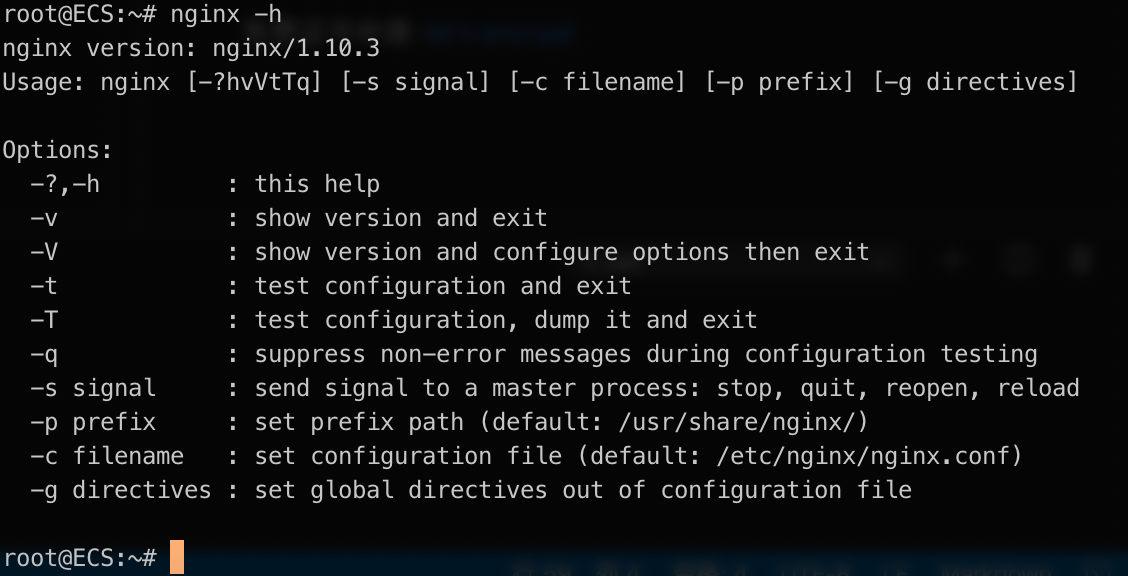 root@ECS:~# nginx -h
nginx version: nginx/1.10.3
Usage: nginx [-?hvVtTq] [-s signal] [-c filename] [-p prefix] [-g directives]
Options:
-?,-h : this help
-v : show version and exit
-V : show version and configure options then exit
-t : test configuration and exit
-T : test configuration, dump it and exit
-q : suppress non-error messages during configuration testing
-s signal : send signal to a master process: stop, quit, reopen, reload
-p prefix : set prefix path (default: /usr/share/nginx/)
-c filename : set configuration file (default: /etc/nginx/nginx.conf)
-g directives : set global directives out of configuration file
root@ECS:~#